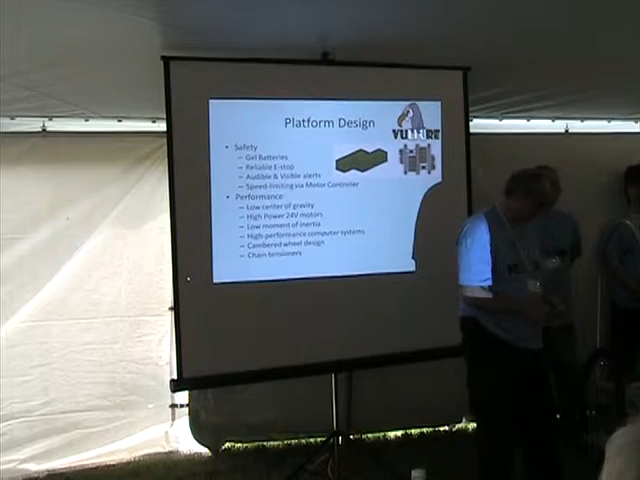 Platform Design
VULTURE
• Safety
– Gel Batteries
– Reliable E-stop
– Audible & Visible alerts
– Speed-limiting via Motor Controller
• Performance
– Low center of gravity
– High Power 24V motors
– Low moment of inertia
– High-performance computer systems
– Cambered wheel design
– Chain tensioners